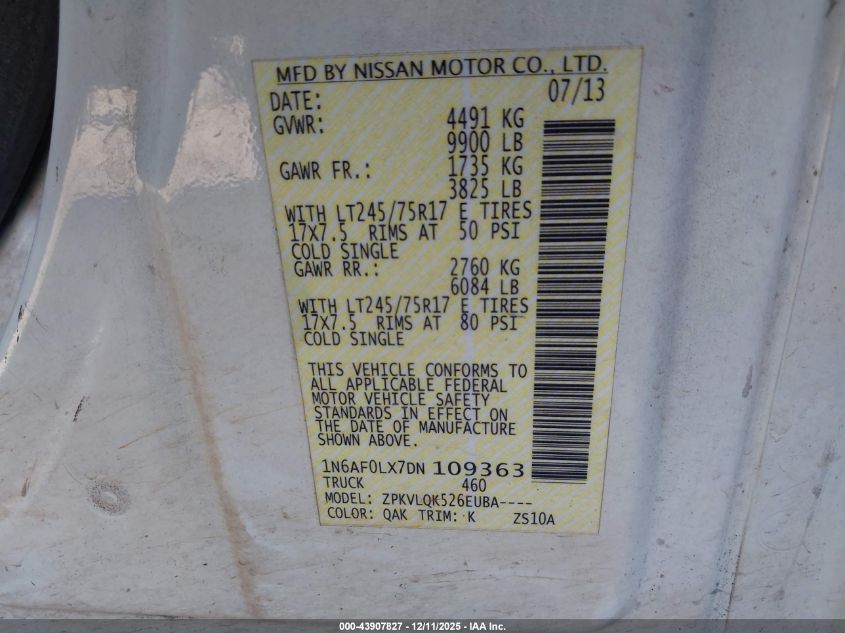 MFD BY NISSAN MOTOR CO., LTD.
DATE: 07/13
GVWR: 4491 KG
9900 LB
GAWR FR.: 1735 KG
3825 LB
WITH LT245/75R17 E TIRES
17X7.5 RIMS AT 50 PSI
COLD SINGLE
GAWR RR.: 2760 KG
6084 LB
WITH LT245/75R17 E TIRES
17X7.5 RIMS AT 80 PSI
COLD SINGLE
THIS VEHICLE CONFORMS TO
ALL APPLICABLE FEDERAL
MOTOR VEHICLE SAFETY
STANDARDS IN EFFECT ON
THE DATE OF MANUFACTURE
SHOWN ABOVE.
1N6AF0LX7DN 109363
TRUCK 460
MODEL: ZPKVLQK526EUBA----
COLOR: QAK TRIM: K ZS10A
000-43907827 - 12/11/2025 - IAA Inc.